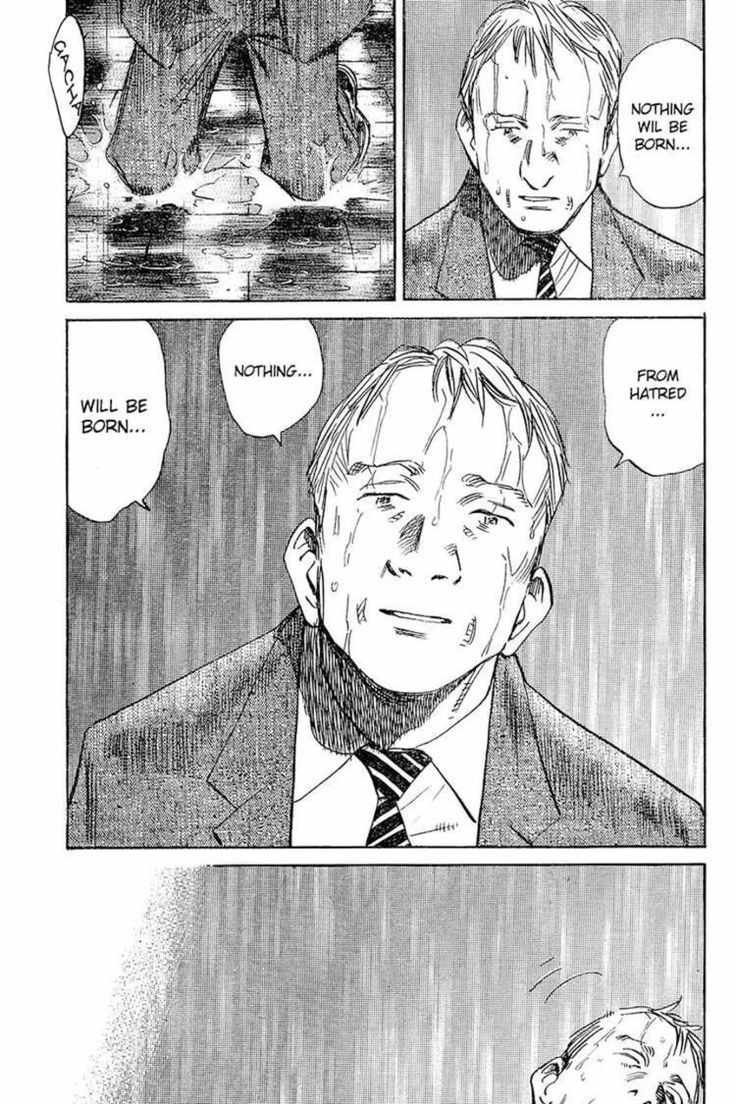 NOTHING
WIL BE
BORN...
GACHA
FROM
HATRED
...
NOTHING...
WILL BE
BORN...